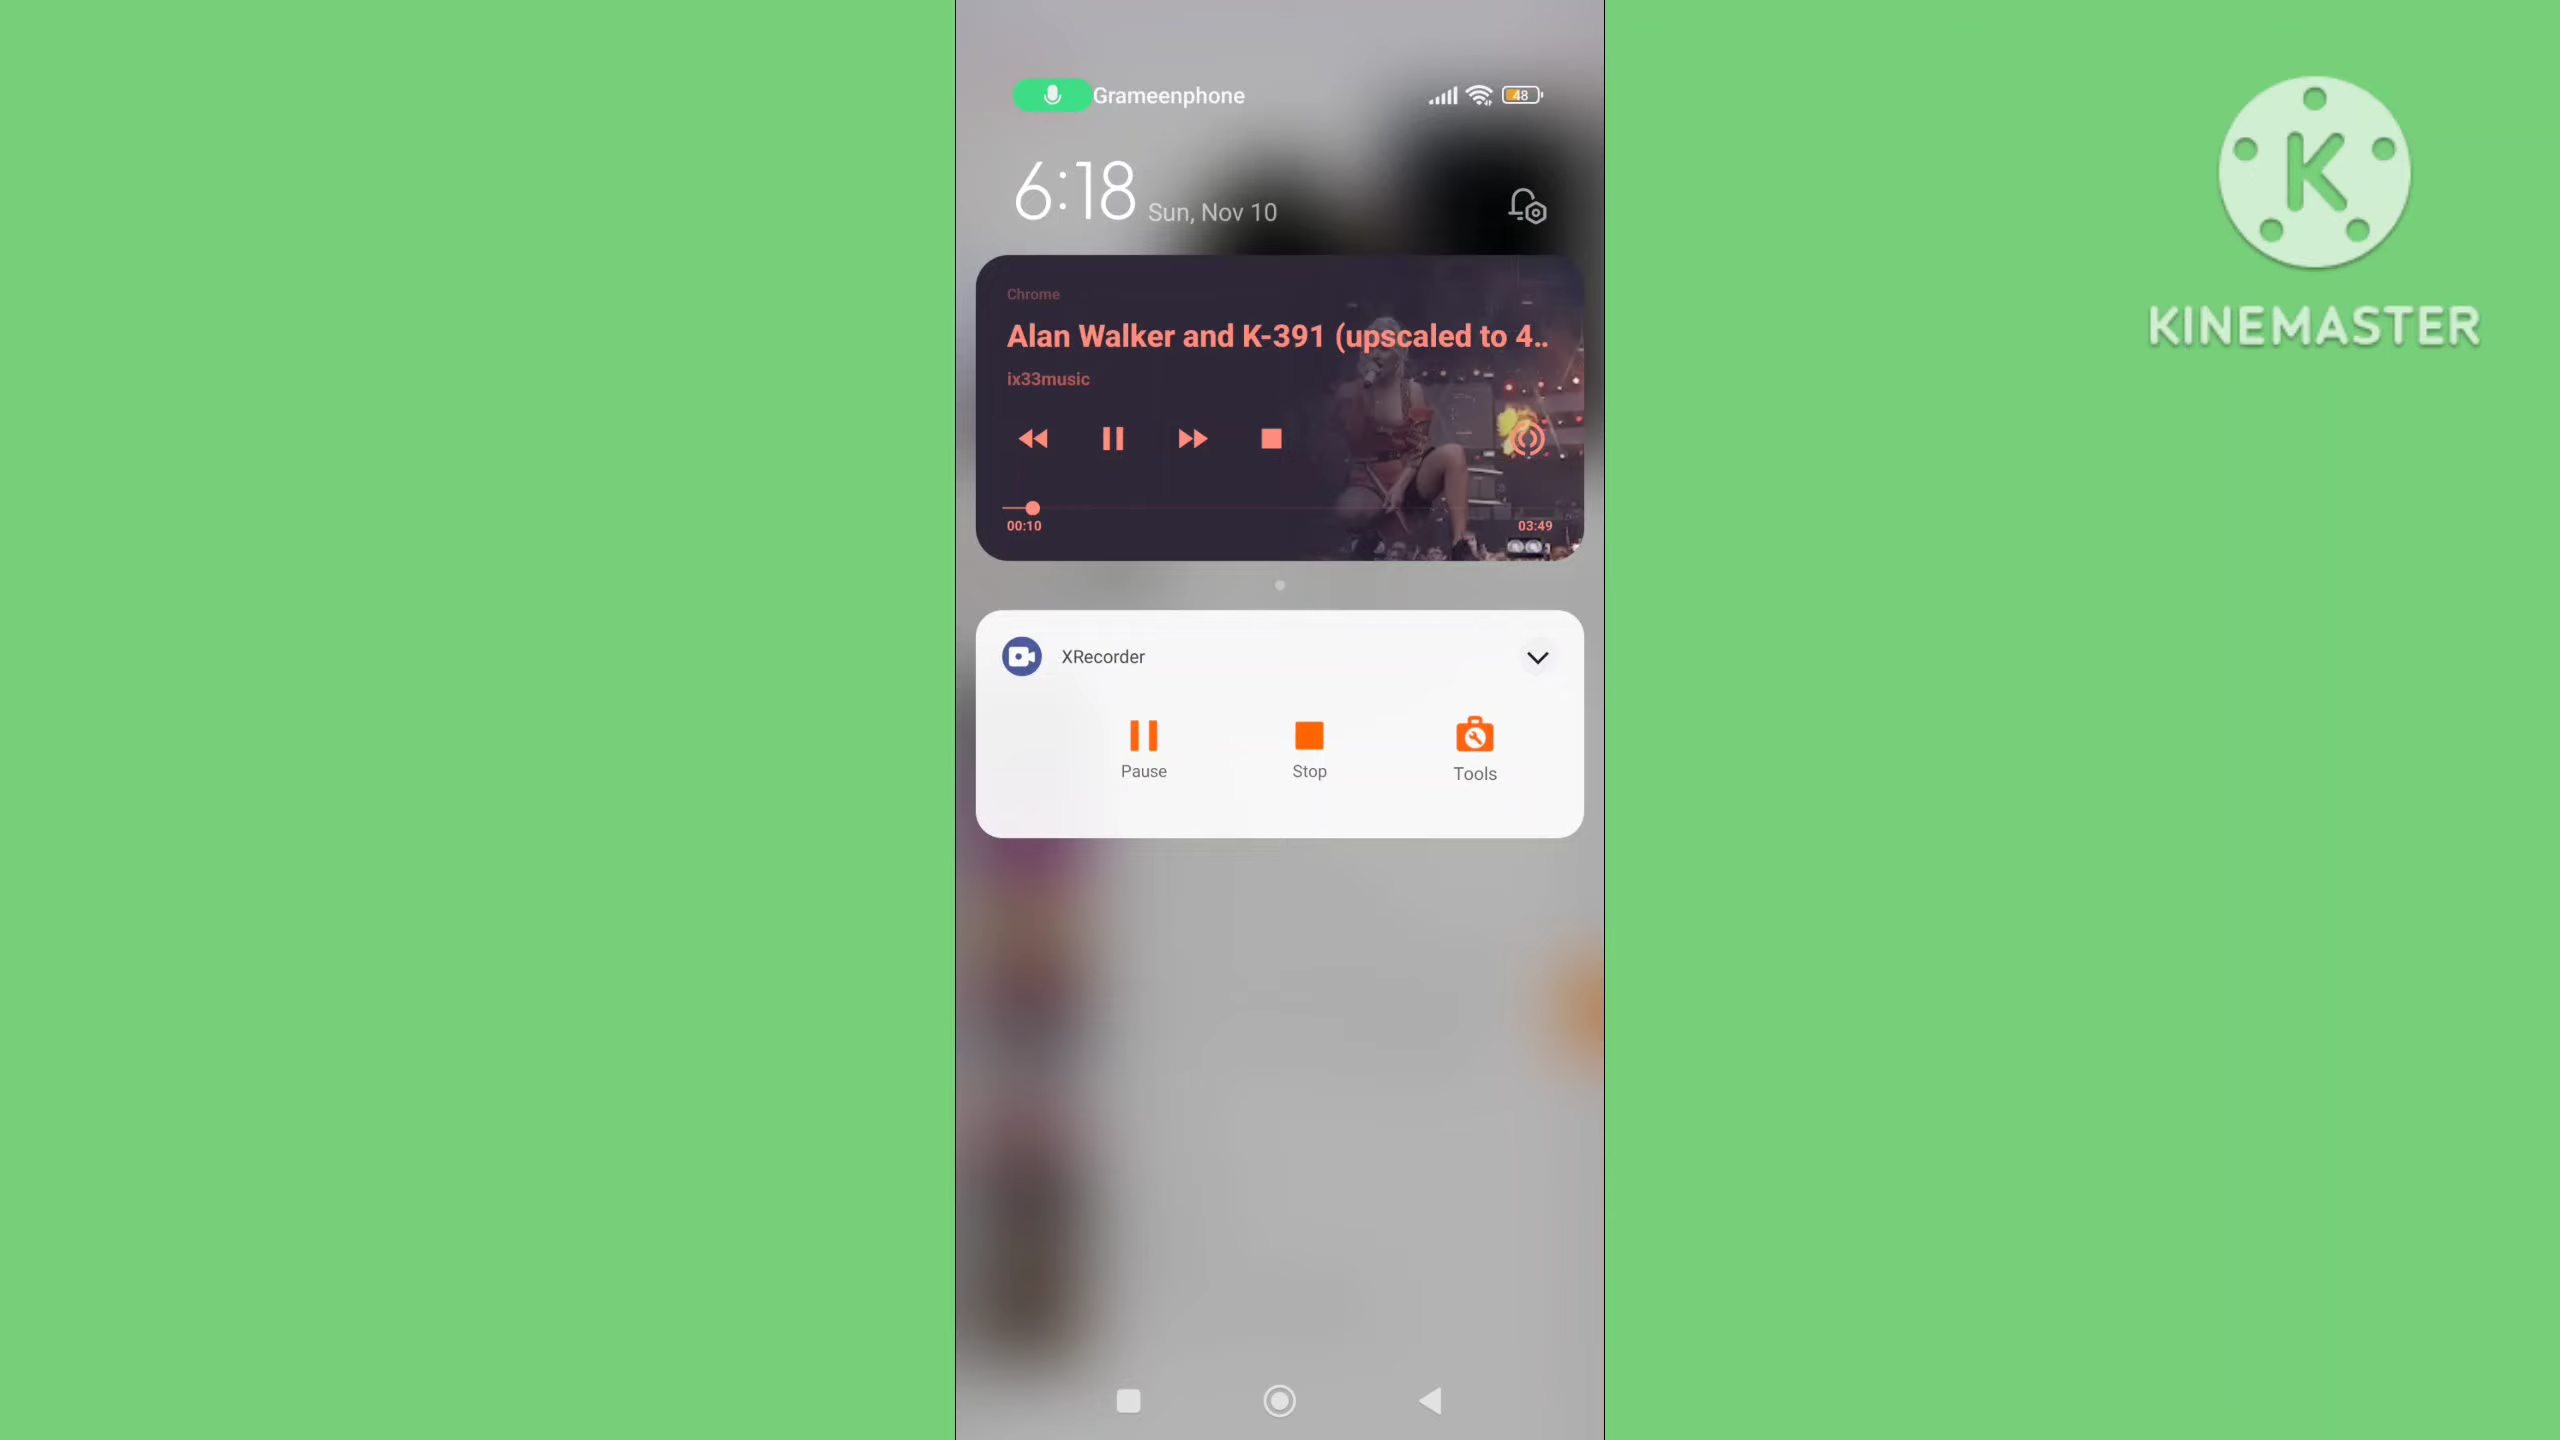 Grameenphone
48
6:18 Sun, Nov 10
Chrome
Alan Walker and K-391 (upscaled to 4..
ix33music
00:10
03:49
XRecorder
Pause
Stop
Tools
K
KINEMASTER